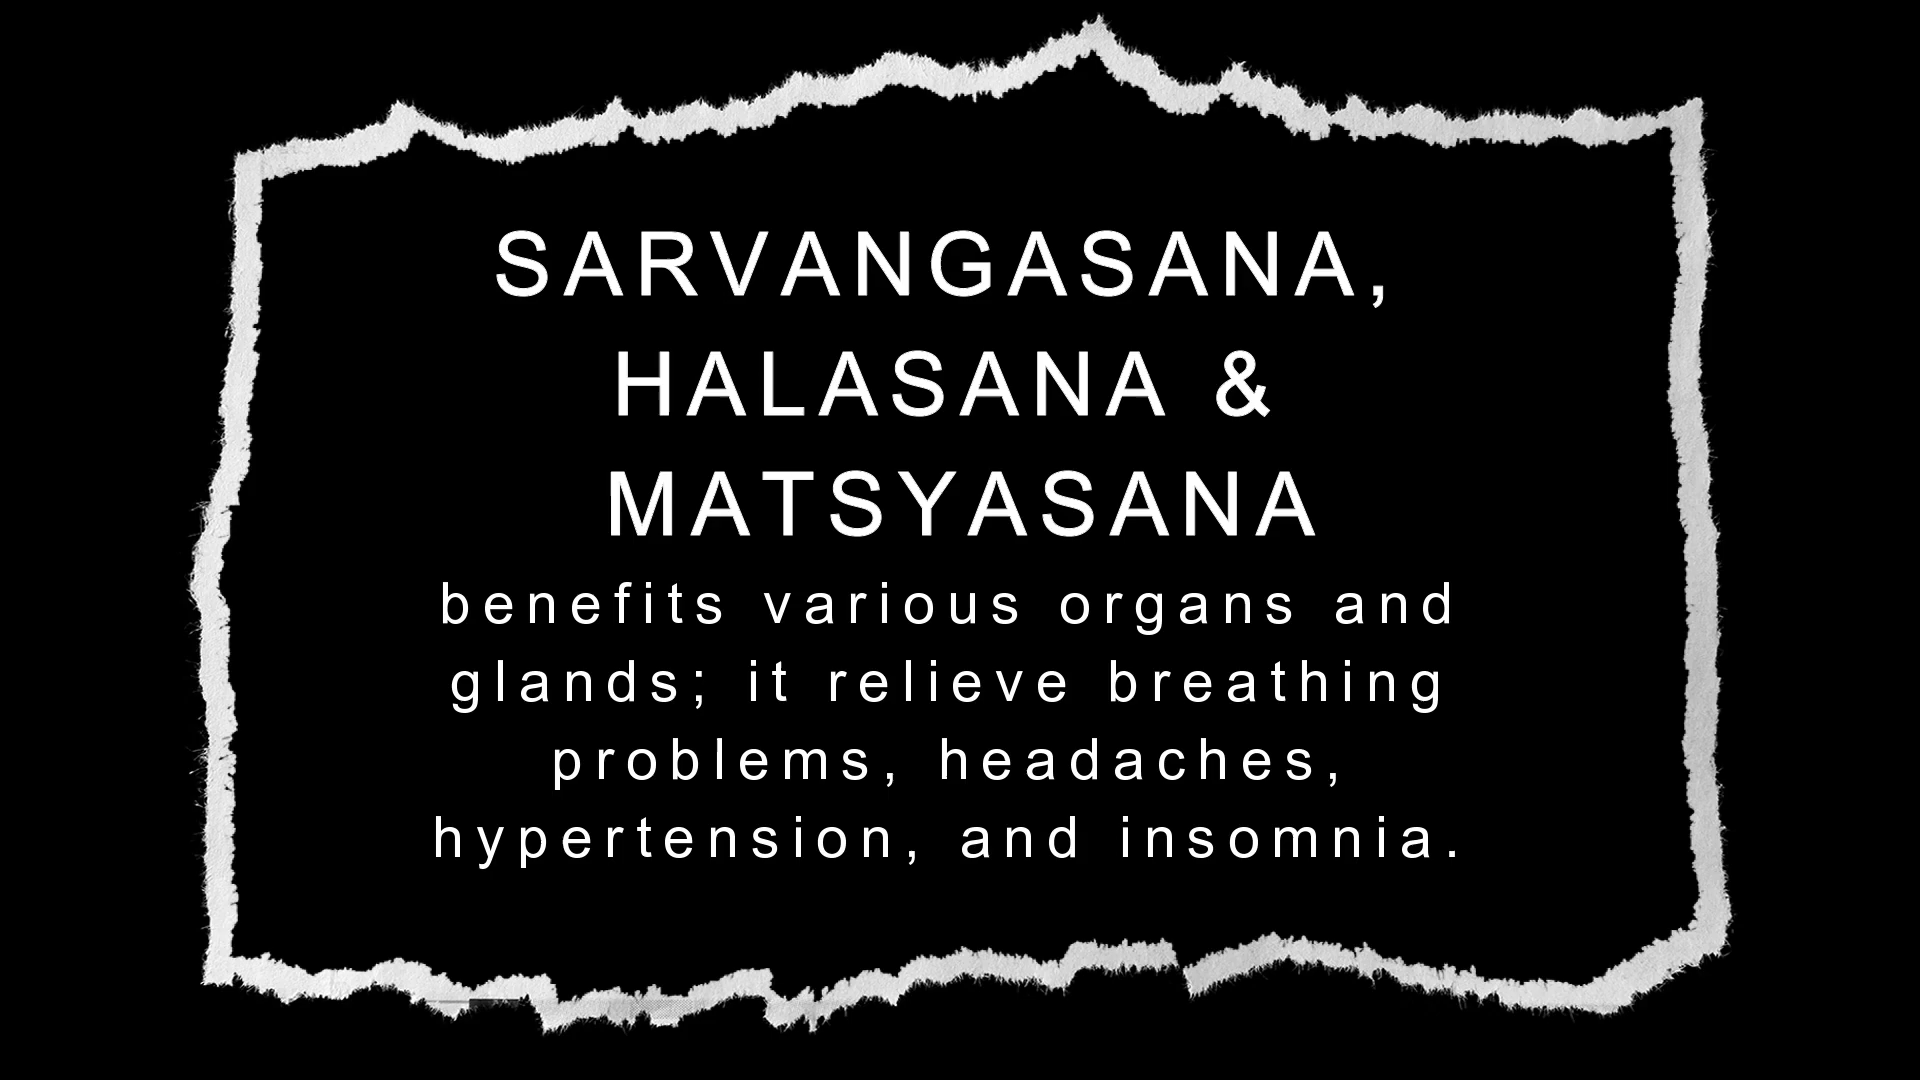 SARVANGASANA,
HALASANA &
MATSYASANA
benefits various organs and
glands; it relieve breathing
problems, headaches,
hypertension, and insomnia.